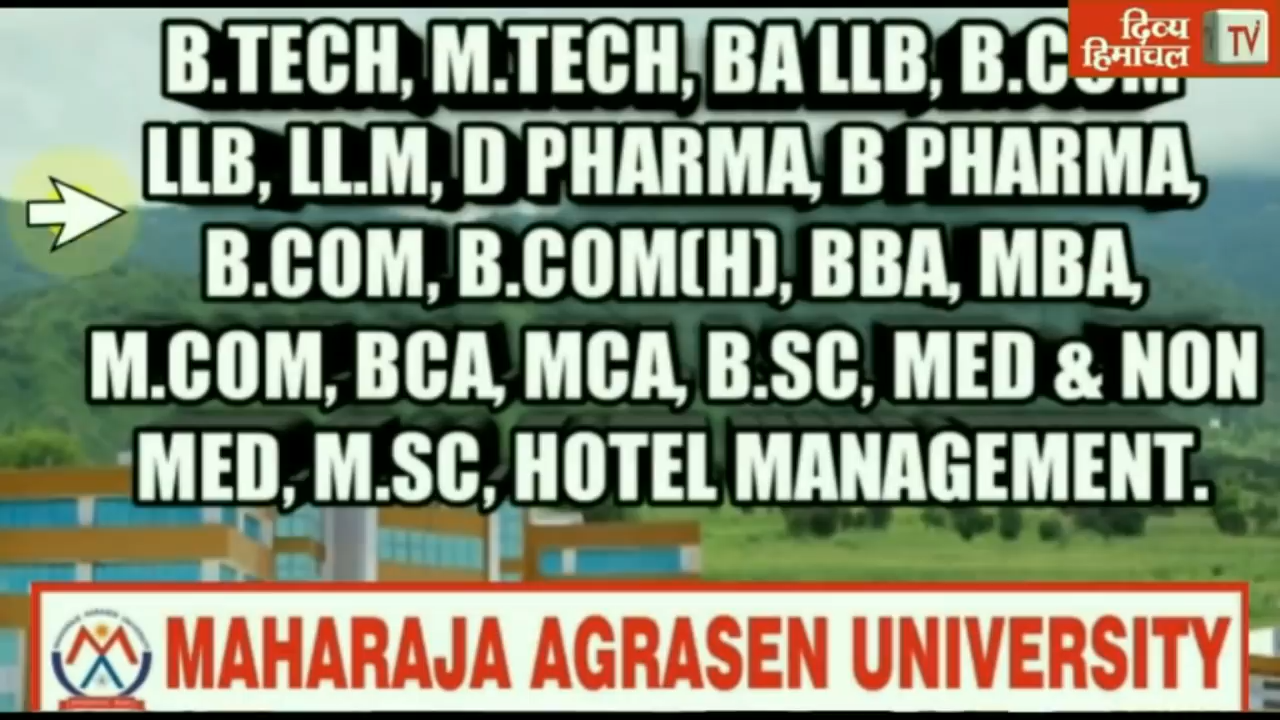 दिव्य
हिमाचल
TV
B.TECH, M.TECH, BA LLB, B.COM
LLB, LL.M, D PHARMA, B PHARMA,
B.COM, B.COM(H), BBA, MBA,
M.COM, BCA, MCA, B.SC, MED & NON
MED, M.SC, HOTEL MANAGEMENT.
MAHARAJA AGRASEN UNIVERSITY